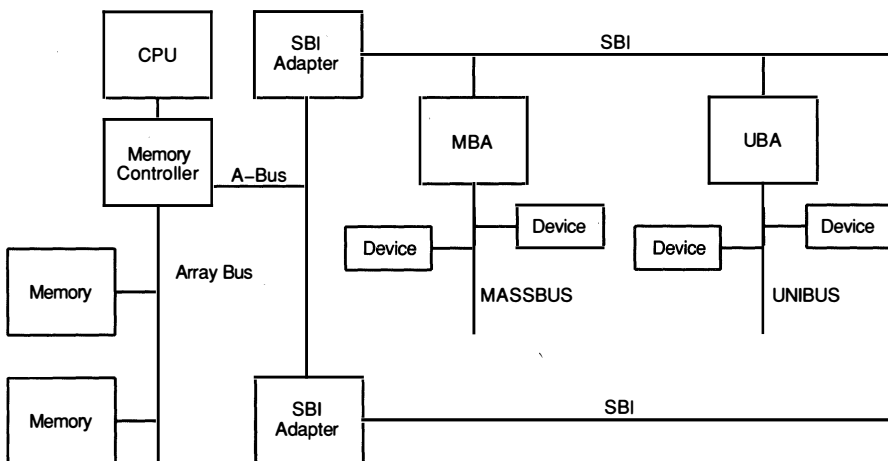 CPU
SBI
Adapter
SBI
Memory
Controller
A-Bus
MBA
UBA
Device
Device
Device
Device
Memory
Array Bus
MASSBUS
UNIBUS
Memory
SBI
Adapter
SBI